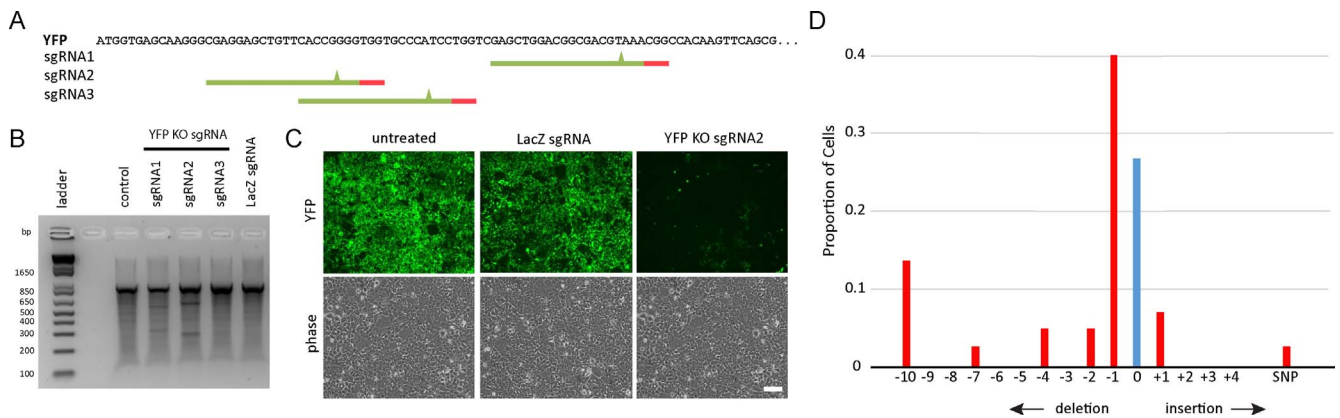 A
YFP ATGGTGAGCAAGGGCGAGGAGCTGTTCACCGGGGTGGTGCCCATCCTGGTCGAGCTGGACGGCGACGTAAACGGCCACAAGTTCAGCG...
sgRNA1
sgRNA2
sgRNA3
B
YFP KO sgRNA
ladder
control
sgRNA1
sgRNA2
sgRNA3
LacZ sgRNA
bp
1650
850
650
500
400
300
200
100
C
untreated
LacZ sgRNA
YFP KO sgRNA2
YFP
phase
D
Proportion of Cells
0.4
0.3
0.2
0.1
0
-10 -9 -8 -7 -6 -5 -4 -3 -2 -1 0 +1 +2 +3 +4 SNP
deletion insertion